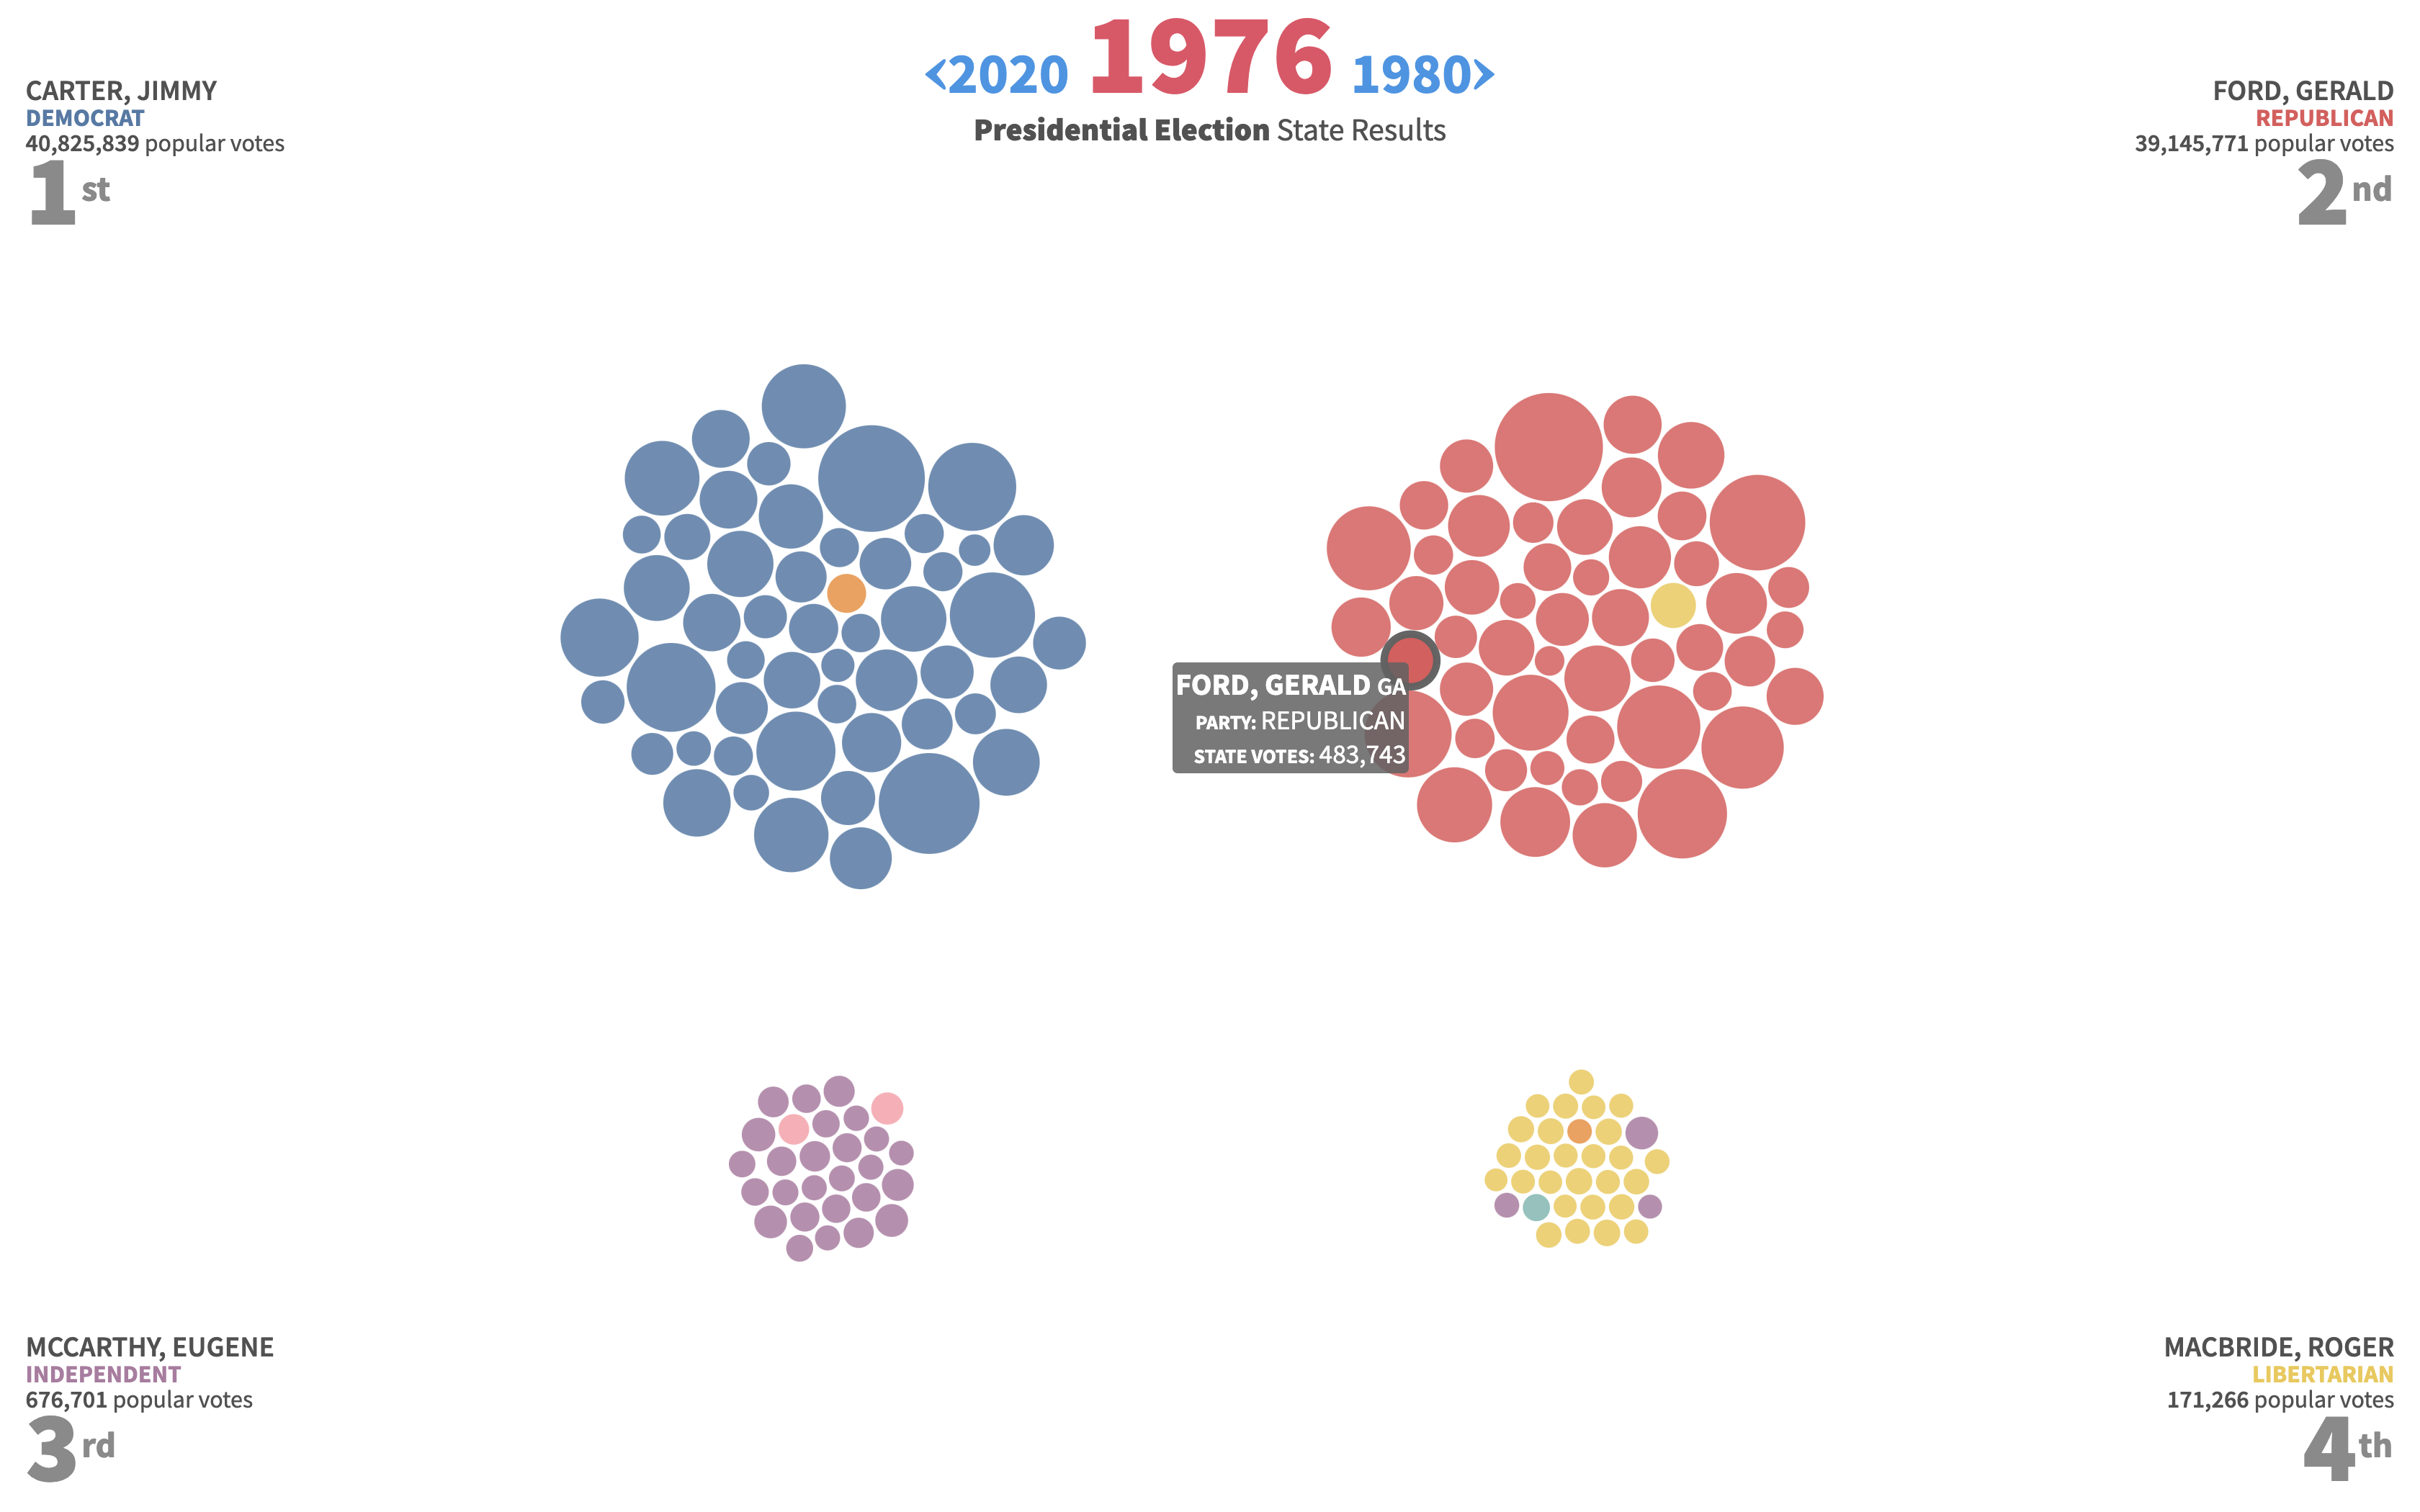 <2020 1976 1980>
Presidential Election State Results
CARTER, JIMMY
DEMOCRAT
40,825,839 popular votes
1st
FORD, GERALD
REPUBLICAN
39,145,771 popular votes
2nd
FORD, GERALD GA
PARTY: REPUBLICAN
STATE VOTES: 483,743
MCCARTHY, EUGENE
INDEPENDENT
676,701 popular votes
3rd
MACBRIDE, ROGER
LIBERTARIAN
171,266 popular votes
4th